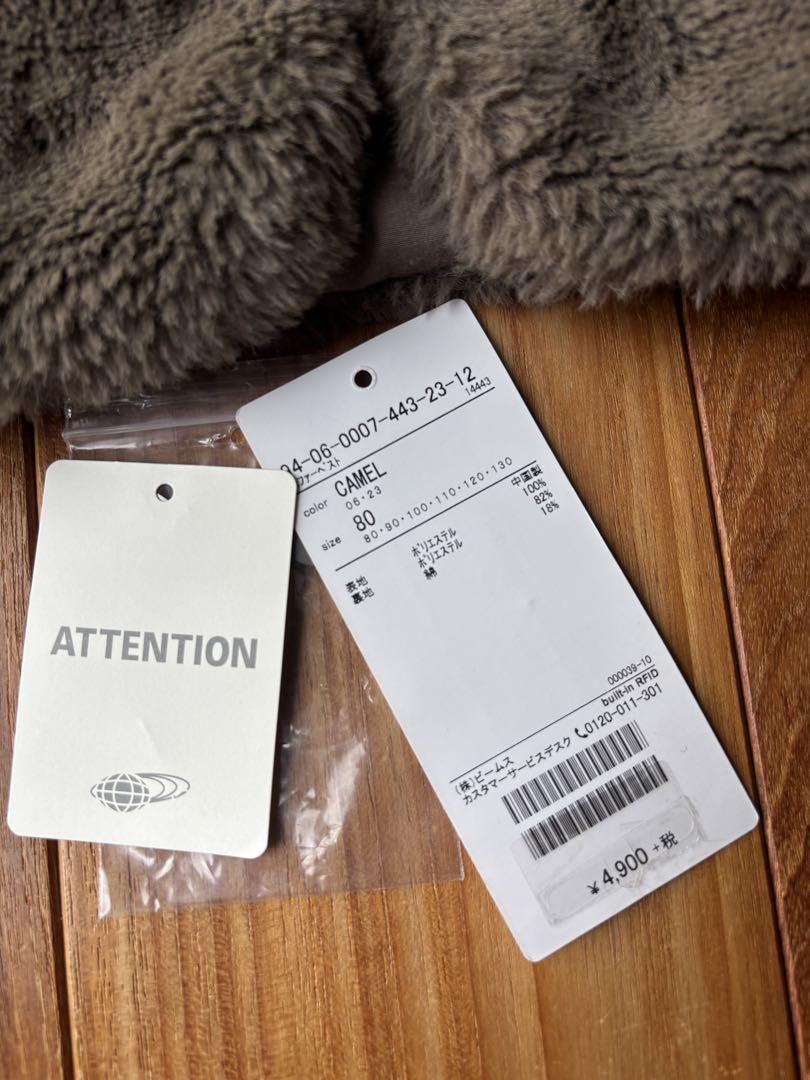 ATTENTION
94-06-0007-443-23-12
14443
ファーベスト
color CAMEL
06・23
size 80
80・90・100・110・120・130
中国製
表地 ポリエステル 100%
裏地 ポリエステル 82%
綿 18%
000039-10
built-in RFID
(株)ビームス
カスタマーサービスデスク 0120-011-301
¥4,900 +税